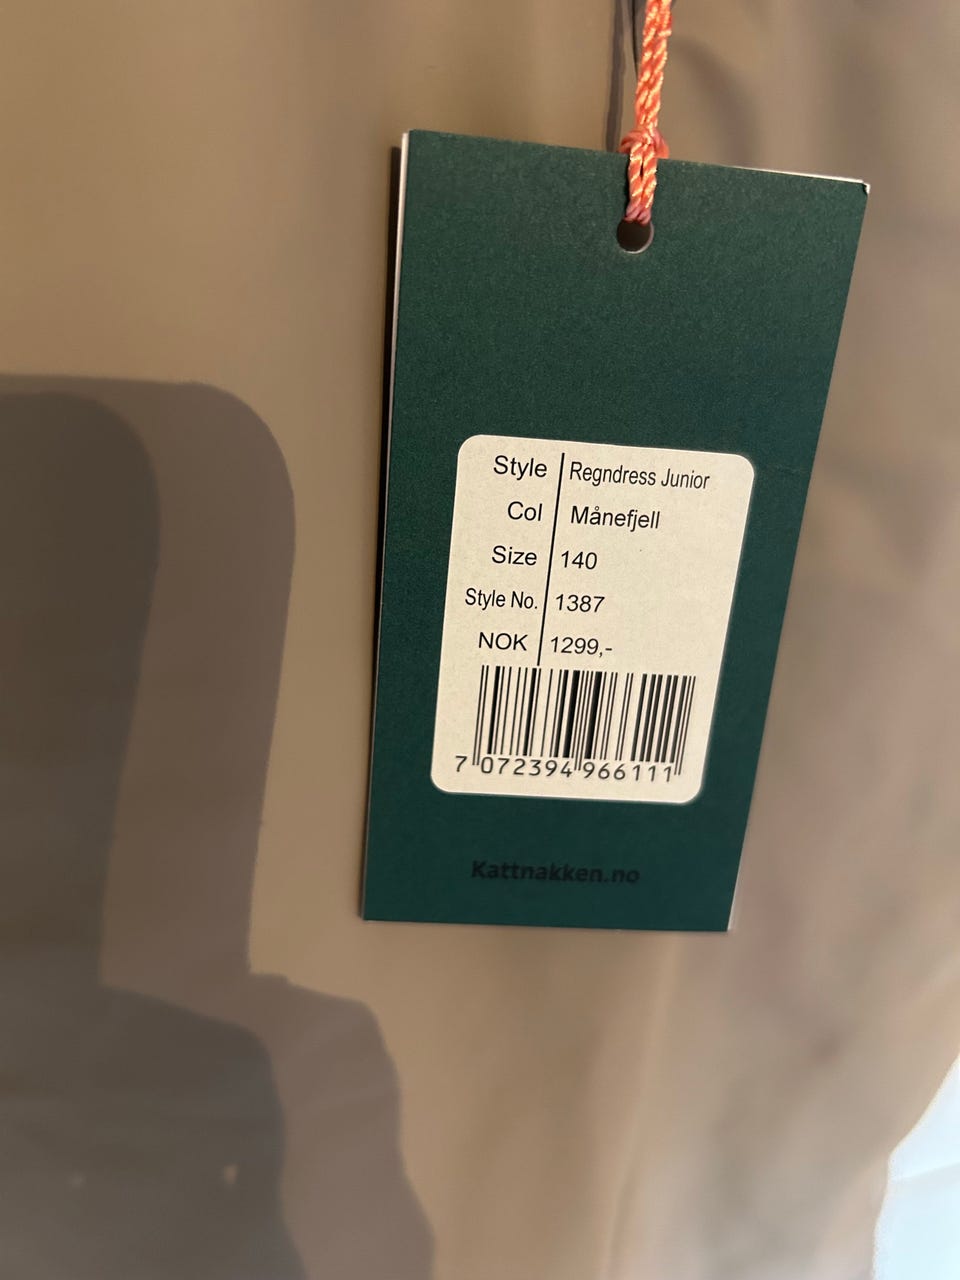 Style Regndress Junior
Col Månefjell
Size 140
Style No. 1387
NOK 1299,-
7 072394 966111
Kattnakken.no